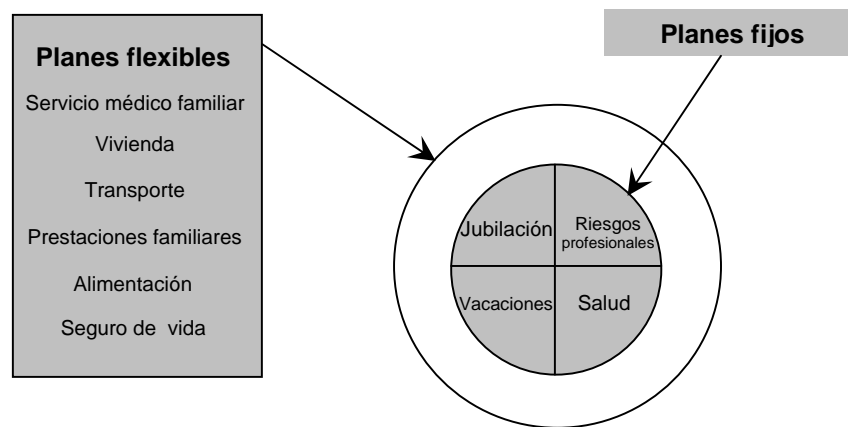 Planes flexibles
Servicio médico familiar
Vivienda
Transporte
Prestaciones familiares
Alimentación
Seguro de vida
Planes fijos
Jubilación
Riesgos
profesionales
Vacaciones
Salud